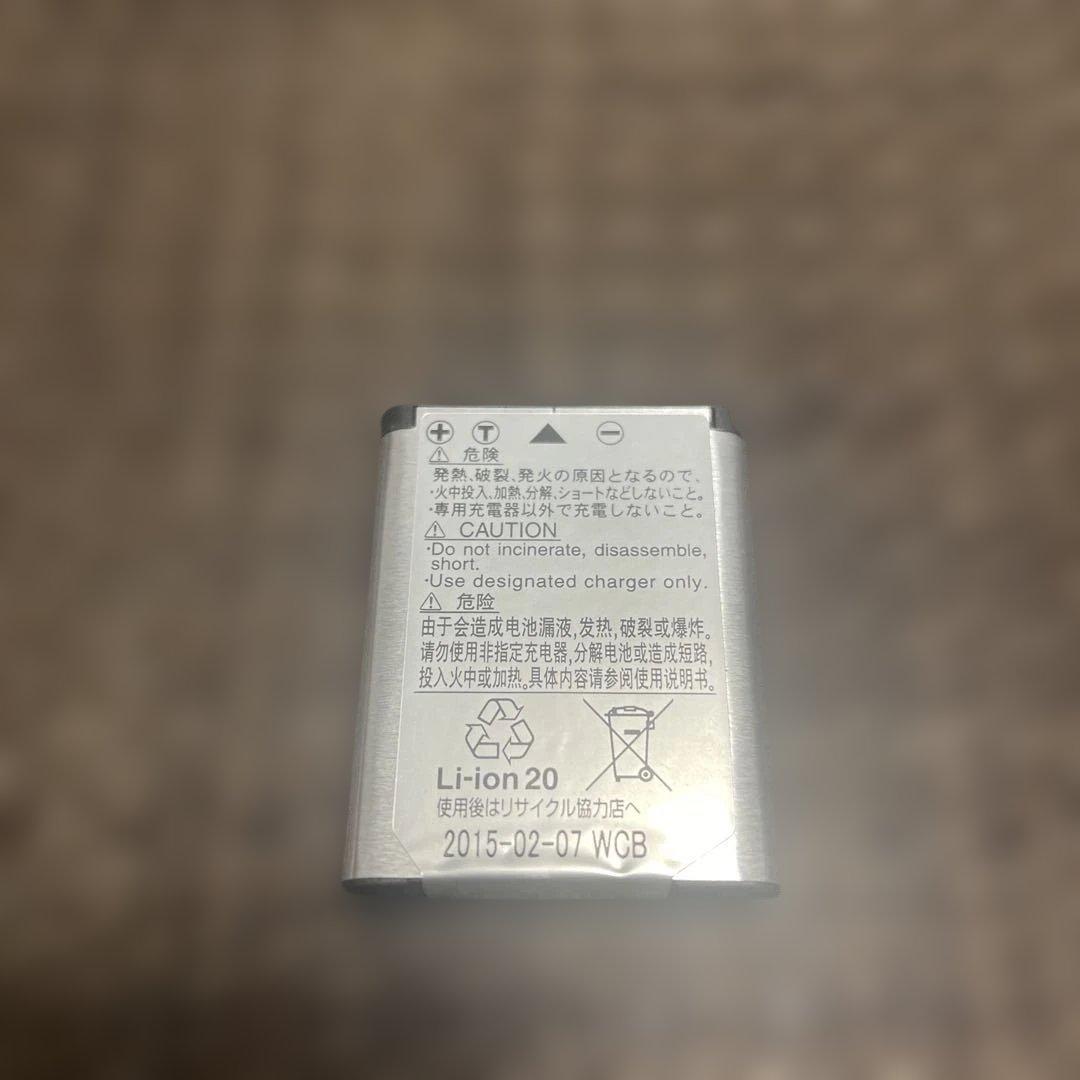 + T ▲ −
⚠ 危険
発熱、破裂、発火の原因となるので、
・火中投入、加熱、分解、ショートなどしないこと。
・専用充電器以外で充電しないこと。
⚠ CAUTION
·Do not incinerate, disassemble,
short.
·Use designated charger only.
⚠ 危险
由于会造成电池漏液,发热,破裂或爆炸。
请勿使用非指定充电器,分解电池或造成短路,
投入火中或加热。具体内容请参阅使用说明书。
Li-ion 20
使用後はリサイクル協力店へ
2015-02-07 WCB